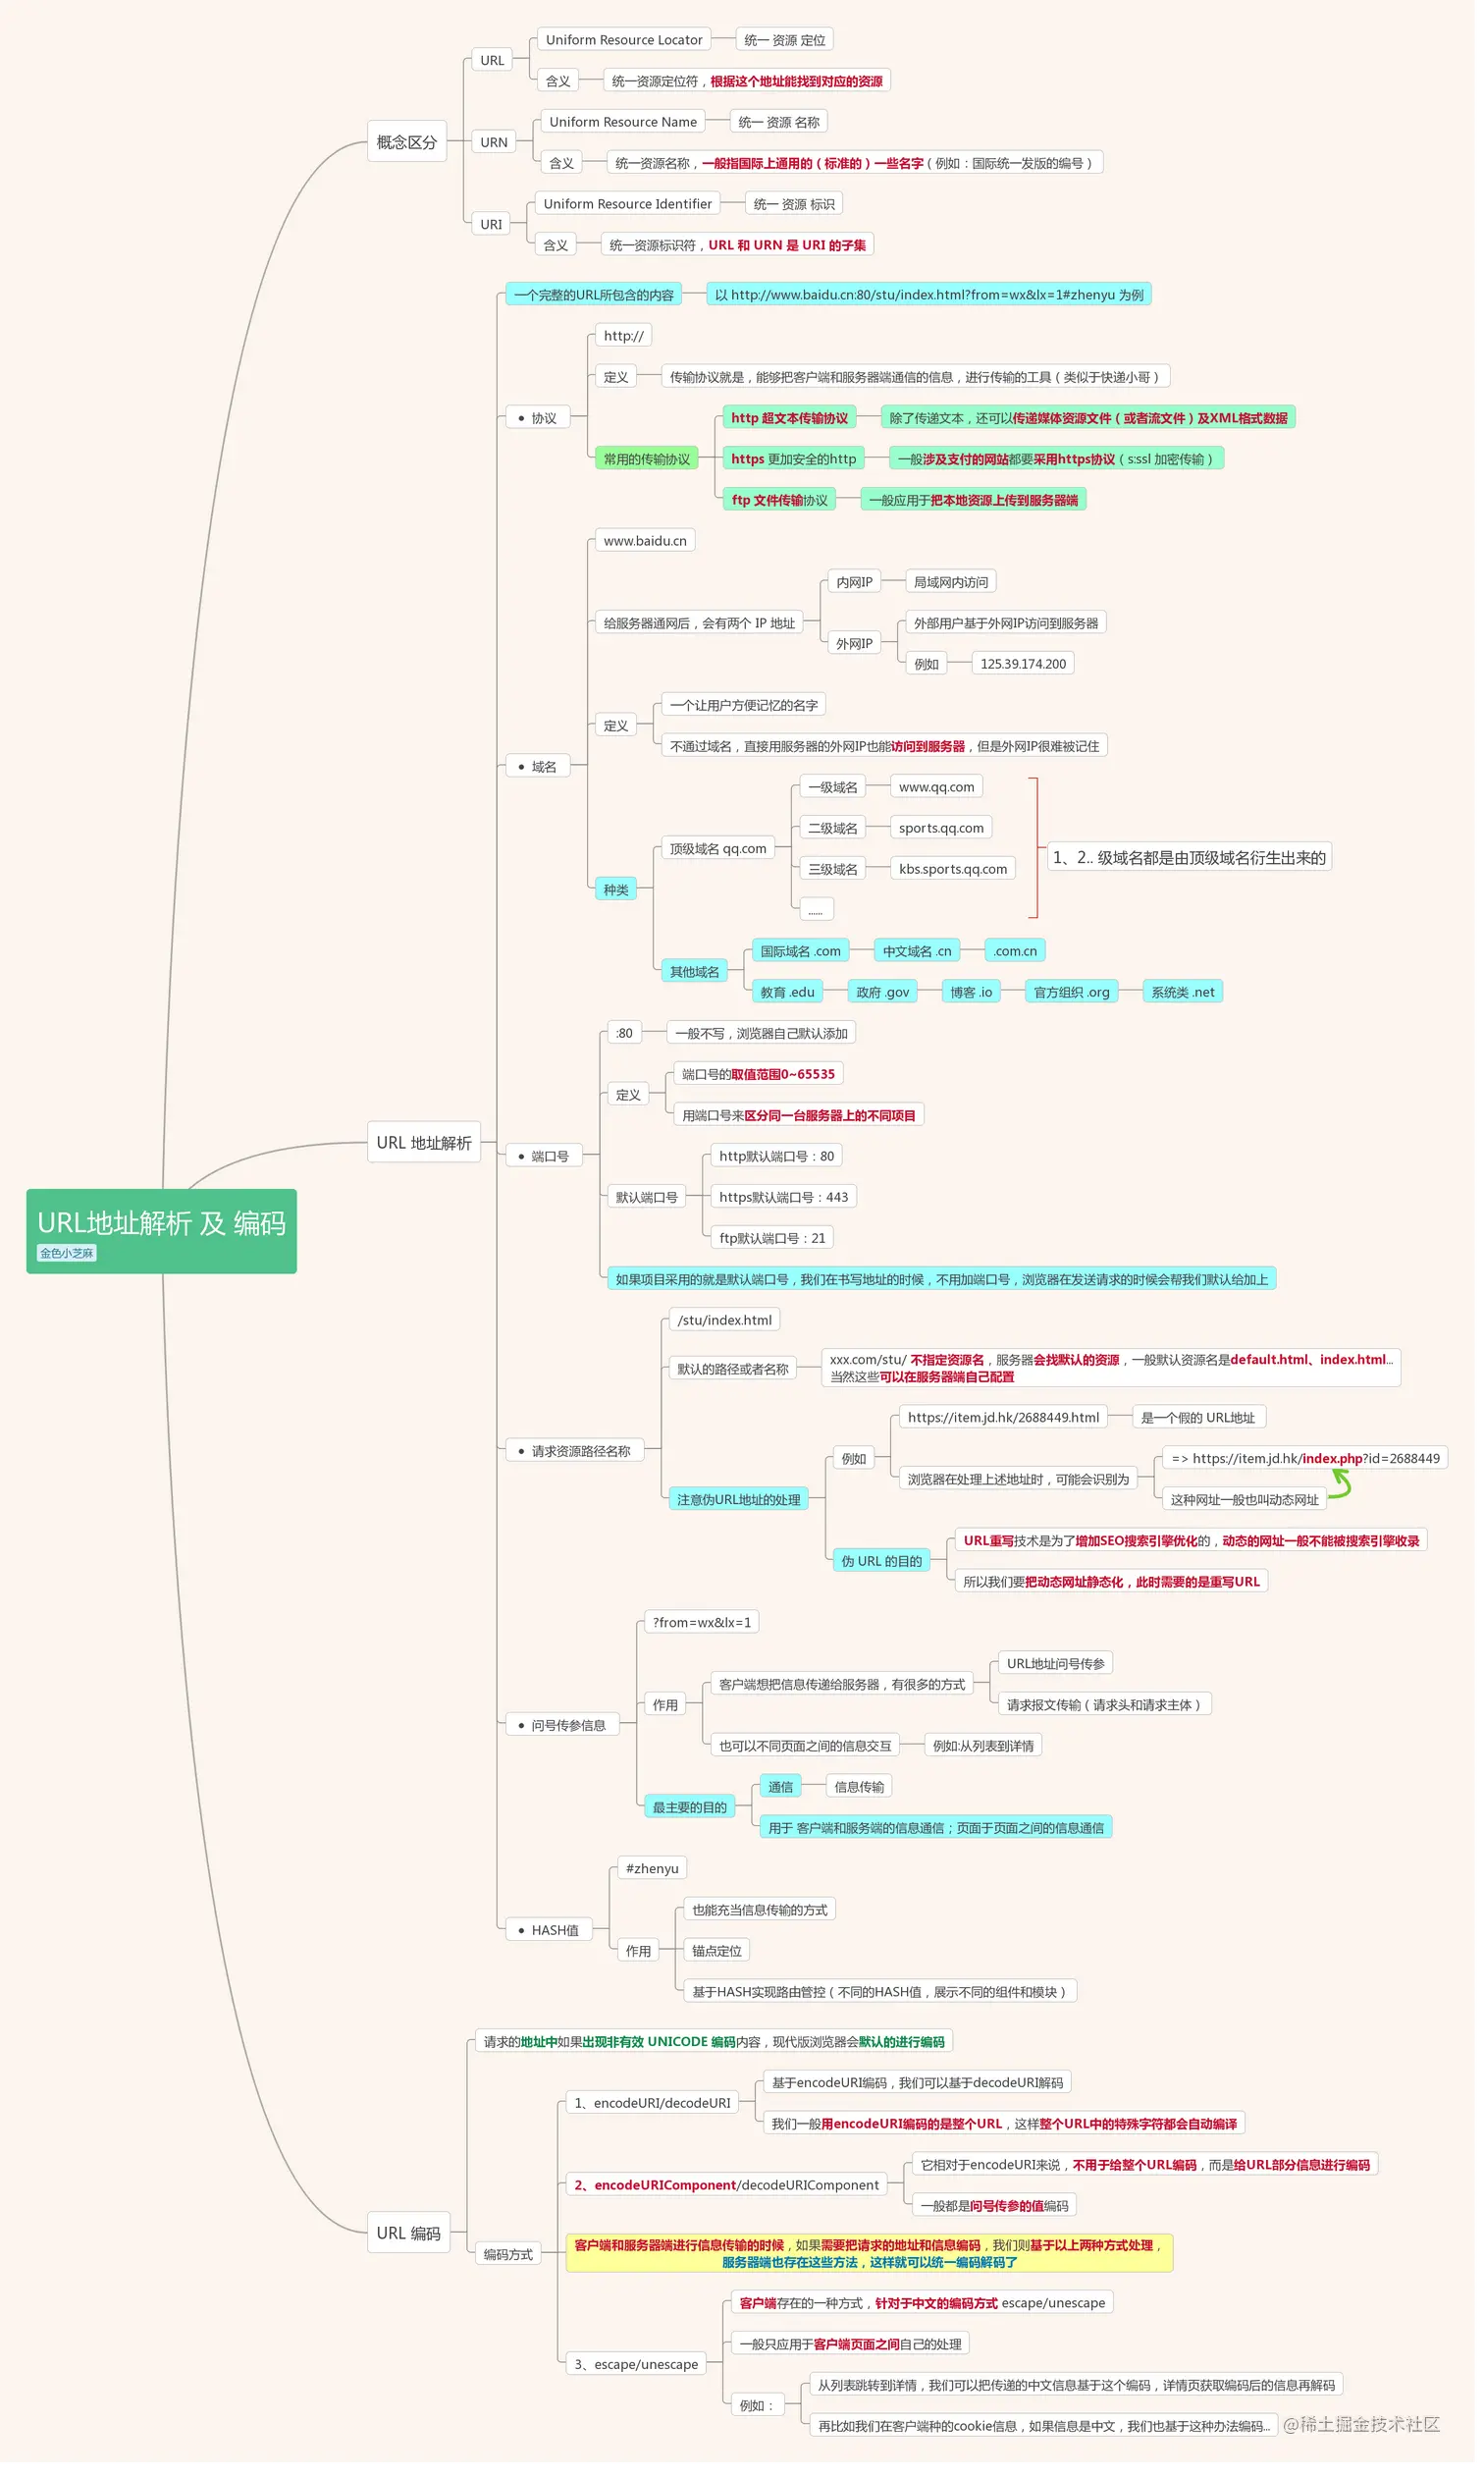 URL地址解析 及 编码
金色小芝麻
概念区分
URL
Uniform Resource Locator
统一 资源 定位
含义
统一资源定位符，根据这个地址能找到对应的资源
URN
Uniform Resource Name
统一 资源 名称
含义
统一资源名称，一般指国际上通用的（标准的）一些名字（例如：国际统一发版的编号）
URI
Uniform Resource Identifier
统一 资源 标识
含义
统一资源标识符，URL 和 URN 是 URI 的子集
URL 地址解析
一个完整的URL所包含的内容
以 http://www.baidu.cn:80/stu/index.html?from=wx&lx=1#zhenyu 为例
• 协议
http://
定义
传输协议就是，能够把客户端和服务器端通信的信息，进行传输的工具（类似于快递小哥）
常用的传输协议
http 超文本传输协议
除了传递文本，还可以传递媒体资源文件（或者流文件）及XML格式数据
https 更加安全的http
一般涉及支付的网站都要采用https协议（s:ssl 加密传输）
ftp 文件传输协议
一般应用于把本地资源上传到服务器端
• 域名
www.baidu.cn
给服务器通网后，会有两个 IP 地址
内网IP
局域网内访问
外网IP
外部用户基于外网IP访问到服务器
例如
125.39.174.200
定义
一个让用户方便记忆的名字
不通过域名，直接用服务器的外网IP也能访问到服务器，但是外网IP很难被记住
种类
顶级域名 qq.com
一级域名
www.qq.com
二级域名
sports.qq.com
三级域名
kbs.sports.qq.com
......
1、2.. 级域名都是由顶级域名衍生出来的
其他域名
国际域名 .com
中文域名 .cn
.com.cn
教育 .edu
政府 .gov
博客 .io
官方组织 .org
系统类 .net
• 端口号
:80
一般不写，浏览器自己默认添加
定义
端口号的取值范围0~65535
用端口号来区分同一台服务器上的不同项目
默认端口号
http默认端口号：80
https默认端口号：443
ftp默认端口号：21
如果项目采用的就是默认端口号，我们在书写地址的时候，不用加端口号，浏览器在发送请求的时候会帮我们默认给加上
• 请求资源路径名称
/stu/index.html
默认的路径或者名称
xxx.com/stu/ 不指定资源名，服务器会找默认的资源，一般默认资源名是default.html、index.html...
当然这些可以在服务器端自己配置
注意伪URL地址的处理
例如
https://item.jd.hk/2688449.html
是一个假的 URL地址
浏览器在处理上述地址时，可能会识别为
=> https://item.jd.hk/index.php?id=2688449
这种网址一般也叫动态网址
伪 URL 的目的
URL重写技术是为了增加SEO搜索引擎优化的，动态的网址一般不能被搜索引擎收录
所以我们要把动态网址静态化，此时需要的是重写URL
• 问号传参信息
?from=wx&lx=1
作用
客户端想把信息传递给服务器，有很多的方式
URL地址问号传参
请求报文传输（请求头和请求主体）
也可以不同页面之间的信息交互
例如:从列表到详情
最主要的目的
通信
信息传输
用于 客户端和服务端的信息通信；页面于页面之间的信息通信
• HASH值
#zhenyu
作用
也能充当信息传输的方式
锚点定位
基于HASH实现路由管控（不同的HASH值，展示不同的组件和模块）
URL 编码
请求的地址中如果出现非有效 UNICODE 编码内容，现代版浏览器会默认的进行编码
编码方式
1、encodeURI/decodeURI
基于encodeURI编码，我们可以基于decodeURI解码
我们一般用encodeURI编码的是整个URL，这样整个URL中的特殊字符都会自动编译
2、encodeURIComponent/decodeURIComponent
它相对于encodeURI来说，不用于给整个URL编码，而是给URL部分信息进行编码
一般都是问号传参的值编码
客户端和服务器端进行信息传输的时候，如果需要把请求的地址和信息编码，我们则基于以上两种方式处理，
服务器端也存在这些方法，这样就可以统一编码解码了
3、escape/unescape
客户端存在的一种方式，针对于中文的编码方式 escape/unescape
一般只应用于客户端页面之间自己的处理
例如：
从列表跳转到详情，我们可以把传递的中文信息基于这个编码，详情页获取编码后的信息再解码
再比如我们在客户端种的cookie信息，如果信息是中文，我们也基于这种办法编码...
@稀土掘金技术社区